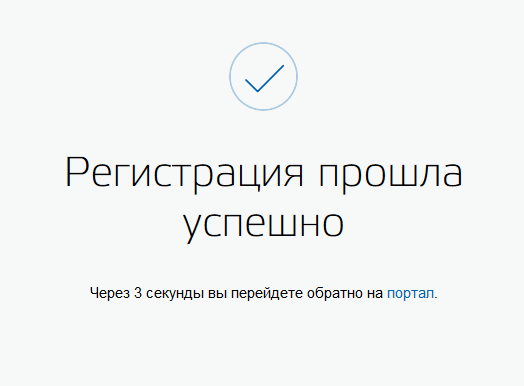 Регистрация прошла
успешно
Через 3 секунды вы перейдете обратно на портал.